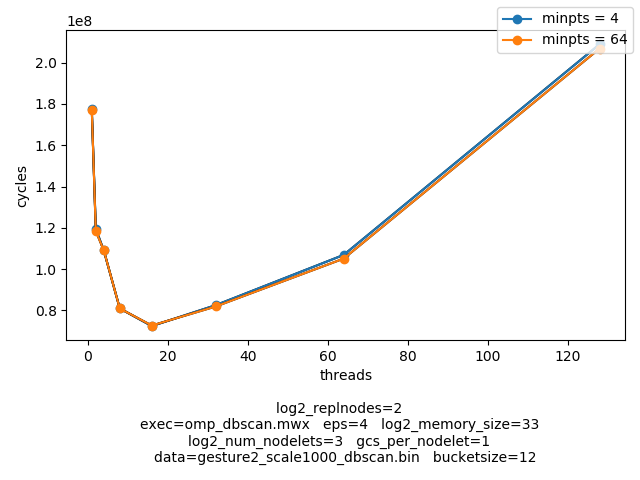 1e8
minpts = 4
minpts = 64
2.0
1.8
1.6
1.4
1.2
1.0
0.8
cycles
0 20 40 60 80 100 120
threads
log2_replnodes=2
exec=omp_dbscan.mwx eps=4 log2_memory_size=33
log2_num_nodelets=3 gcs_per_nodelet=1
data=gesture2_scale1000_dbscan.bin bucketsize=12